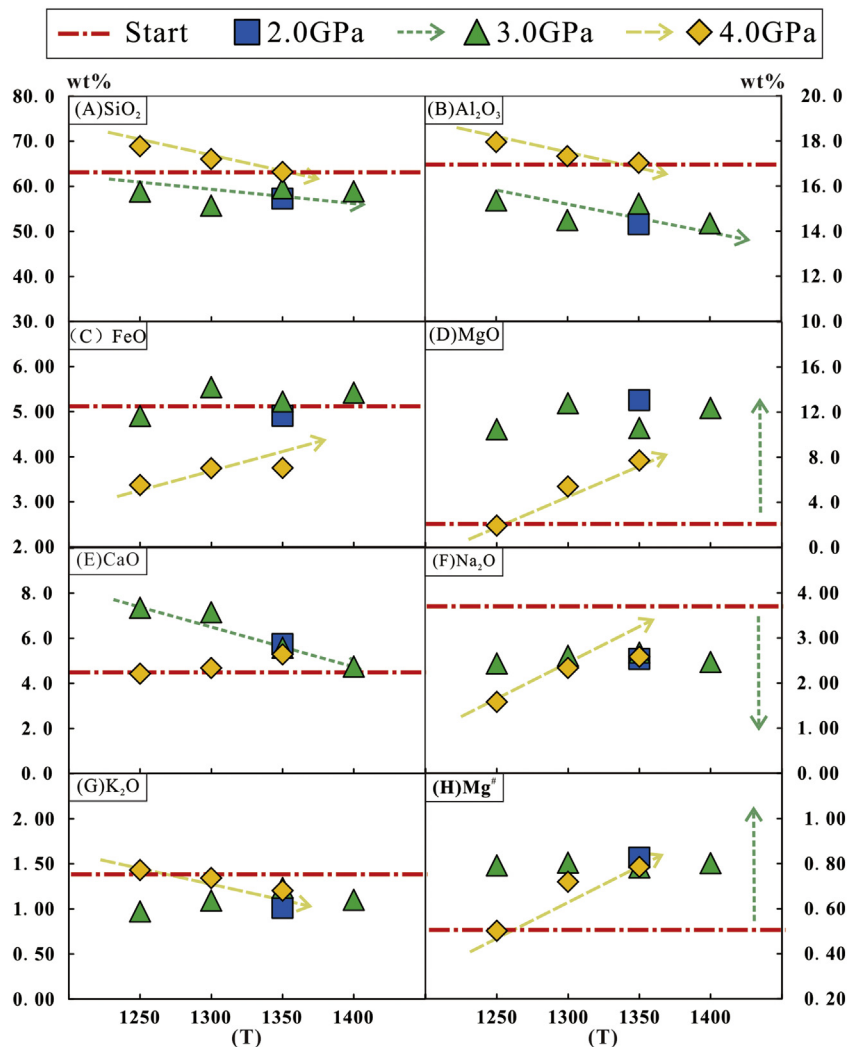 Start 2.0GPa 3.0GPa 4.0GPa
wt% wt%
80.0 (A)SiO₂ (B)Al₂O₃ 20.0
70.0 18.0
60.0 16.0
50.0 14.0
40.0 12.0
30.0 (C) FeO (D)MgO 10.0
6.00 16.0
5.00 12.0
4.00 8.0
3.00 4.0
2.00 (E)CaO (F)Na₂O 0.0
8.0 4.00
6.0 3.00
4.0 2.00
2.0 1.00
0.0 (G)K₂O (H)Mg# 0.00
2.00 1.00
1.50 0.80
1.00 0.60
0.50 0.40
0.00 0.20
1250 1300 1350 1400 1250 1300 1350 1400
(T) (T)